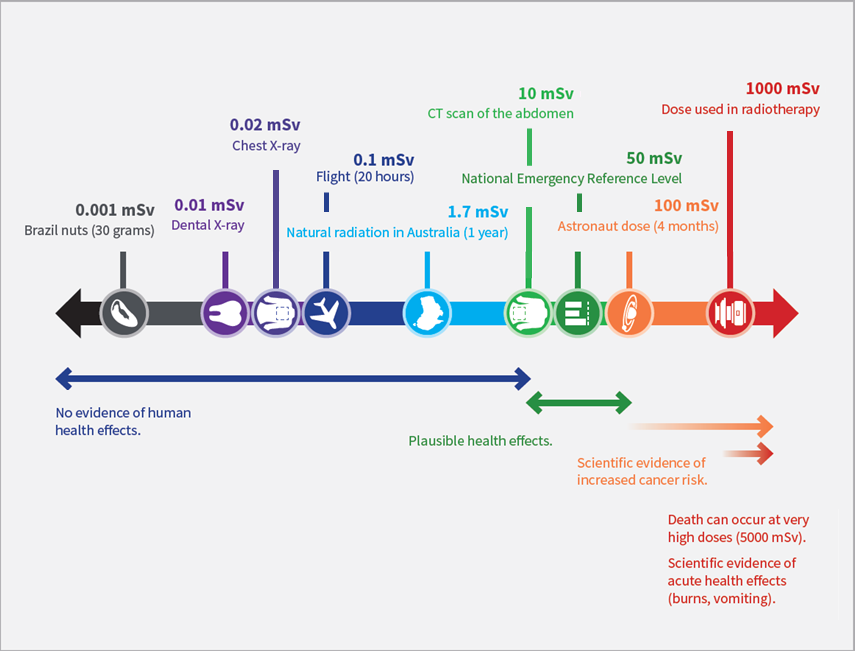 1000 mSv
Dose used in radiotherapy
10 mSv
CT scan of the abdomen
0.02 mSv
Chest X-ray
0.1 mSv
Flight (20 hours)
50 mSv
National Emergency Reference Level
0.001 mSv
Brazil nuts (30 grams)
0.01 mSv
Dental X-ray
1.7 mSv
Natural radiation in Australia (1 year)
100 mSv
Astronaut dose (4 months)
No evidence of human
health effects.
Plausible health effects.
Scientific evidence of
increased cancer risk.
Death can occur at very
high doses (5000 mSv).
Scientific evidence of
acute health effects
(burns, vomiting).